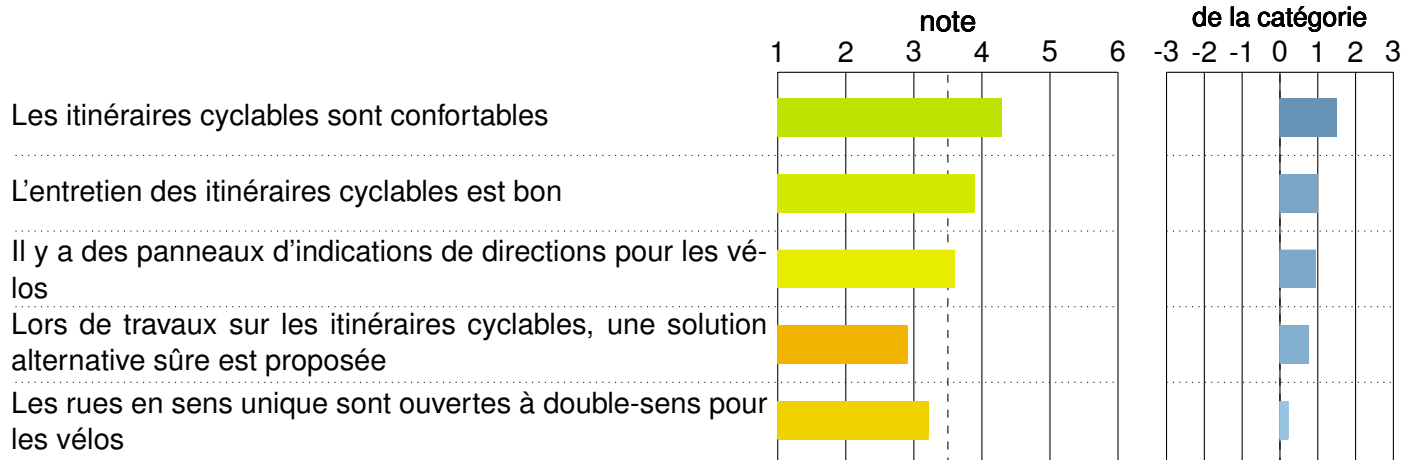 note
de la catégorie
1 2 3 4 5 6
-3 -2 -1 0 1 2 3
Les itinéraires cyclables sont confortables
L'entretien des itinéraires cyclables est bon
Il y a des panneaux d'indications de directions pour les vé-
los
Lors de travaux sur les itinéraires cyclables, une solution
alternative sûre est proposée
Les rues en sens unique sont ouvertes à double-sens pour
les vélos